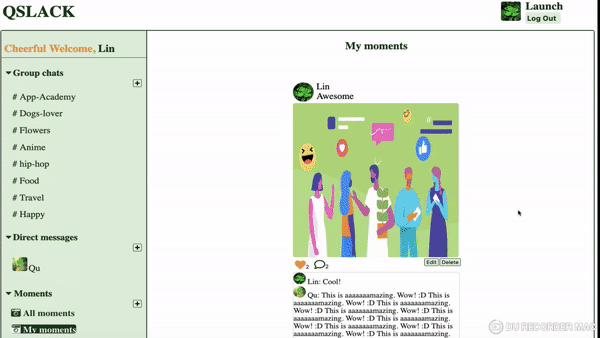 QSLACK
Launch
Log Out
Cheerful Welcome, Lin
Group chats
# App-Academy
# Dogs-lover
# Flowers
# Anime
# hip-hop
# Food
# Travel
# Happy
Direct messages
Qu
Moments
All moments
My moments
My moments
Lin
Awesome
2
2
Edit Delete
Lin: Cool!
Qu: This is aaaaaaamazing. Wow! :D This is
aaaaaaamazing. Wow! :D This is aaaaaaamazing.
Wow! :D This is aaaaaaamazing. Wow! :D This is
aaaaaaamazing. Wow! :D This is aaaaaaamazing.
Wow! :D This is aaaaaaamazing. Wow! :D This is
DU RECORDER MAC